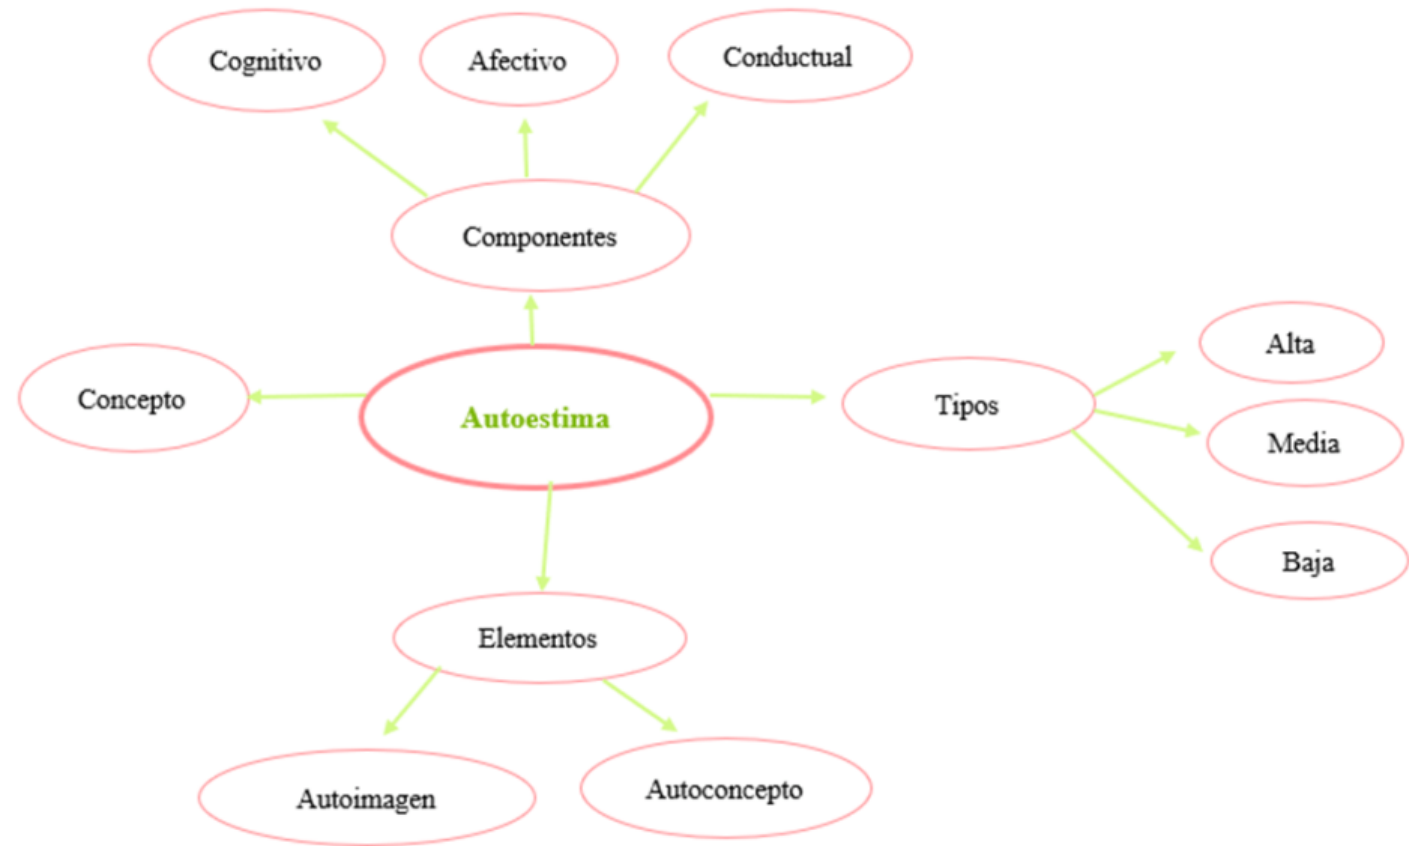 Cognitivo
Afectivo
Conductual
Componentes
Concepto
Autoestima
Tipos
Alta
Media
Baja
Elementos
Autoimagen
Autoconcepto